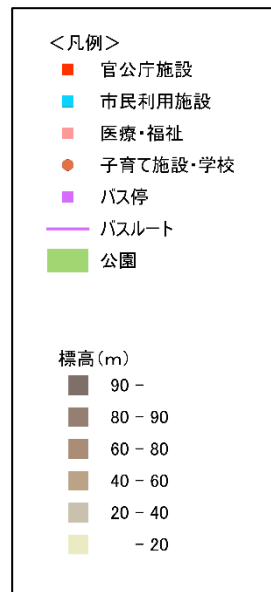 ＜凡例＞
官公庁施設
市民利用施設
医療・福祉
子育て施設・学校
バス停
バスルート
公園
標高(m)
90 -
80 - 90
60 - 80
40 - 60
20 - 40
- 20